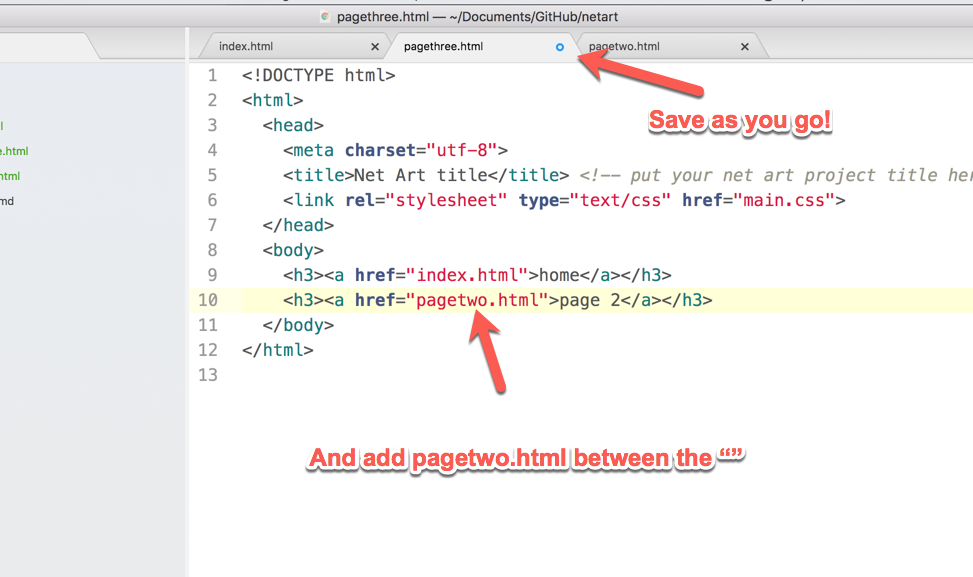 pagethree.html — ~/Documents/GitHub/netart
index.html
pagethree.html
pagetwo.html
l
e.html
html
md
1 <!DOCTYPE html>
2 <html>
3 <head>
4 <meta charset="utf-8">
5 <title>Net Art title</title> <!-- put your net art project title her
6 <link rel="stylesheet" type="text/css" href="main.css">
7 </head>
8 <body>
9 <h3><a href="index.html">home</a></h3>
10 <h3><a href="pagetwo.html">page 2</a></h3>
11 </body>
12 </html>
13
Save as you go!
And add pagetwo.html between the “”